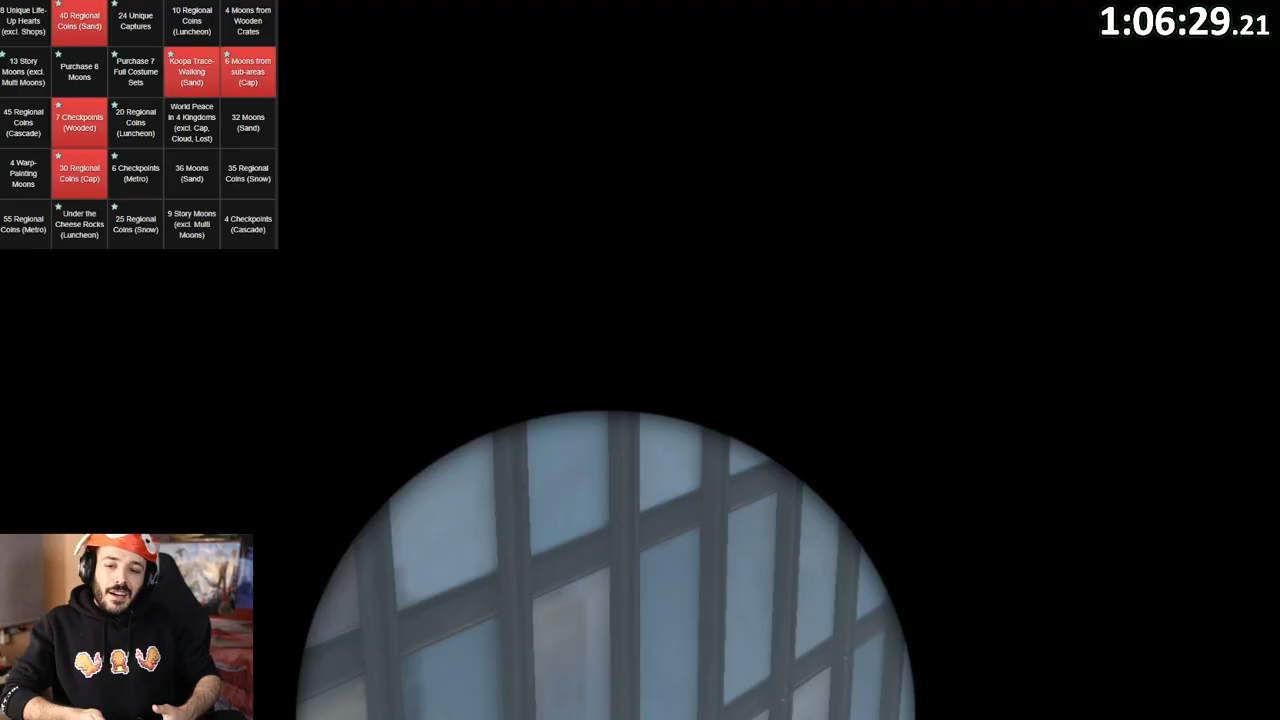 8 Unique Life-
Up Hearts
(excl. Shops)
40 Regional
Coins (Sand)
24 Unique
Captures
10 Regional
Coins
(Luncheon)
4 Moons from
Wooden
Crates
13 Story
Moons (excl.
Multi Moons)
Purchase 8
Moons
Purchase 7
Full Costume
Sets
Koopa Trace-
Walking
(Sand)
6 Moons from
sub-areas
(Cap)
45 Regional
Coins
(Cascade)
7 Checkpoints
(Wooded)
20 Regional
Coins
(Luncheon)
World Peace
in 4 Kingdoms
(excl. Cap,
Cloud, Lost)
32 Moons
(Sand)
4 Warp-
Painting
Moons
30 Regional
Coins (Cap)
6 Checkpoints
(Metro)
36 Moons
(Sand)
35 Regional
Coins (Snow)
55 Regional
Coins (Metro)
Under the
Cheese Rocks
(Luncheon)
25 Regional
Coins (Snow)
9 Story Moons
(excl. Multi
Moons)
4 Checkpoints
(Cascade)
1:06:29.21